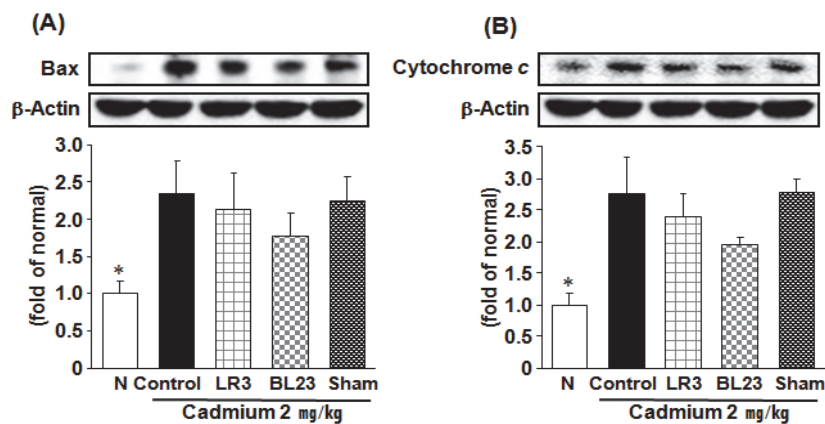 (A)
Bax
β-Actin
3.0
2.5
2.0
1.5
1.0
0.5
0
(fold of normal)
*
N Control LR3 BL23 Sham
Cadmium 2 mg/kg
(B)
Cytochrome c
β-Actin
3.5
3.0
2.5
2.0
1.5
1.0
0.5
0
(fold of normal)
*
N Control LR3 BL23 Sham
Cadmium 2 mg/kg